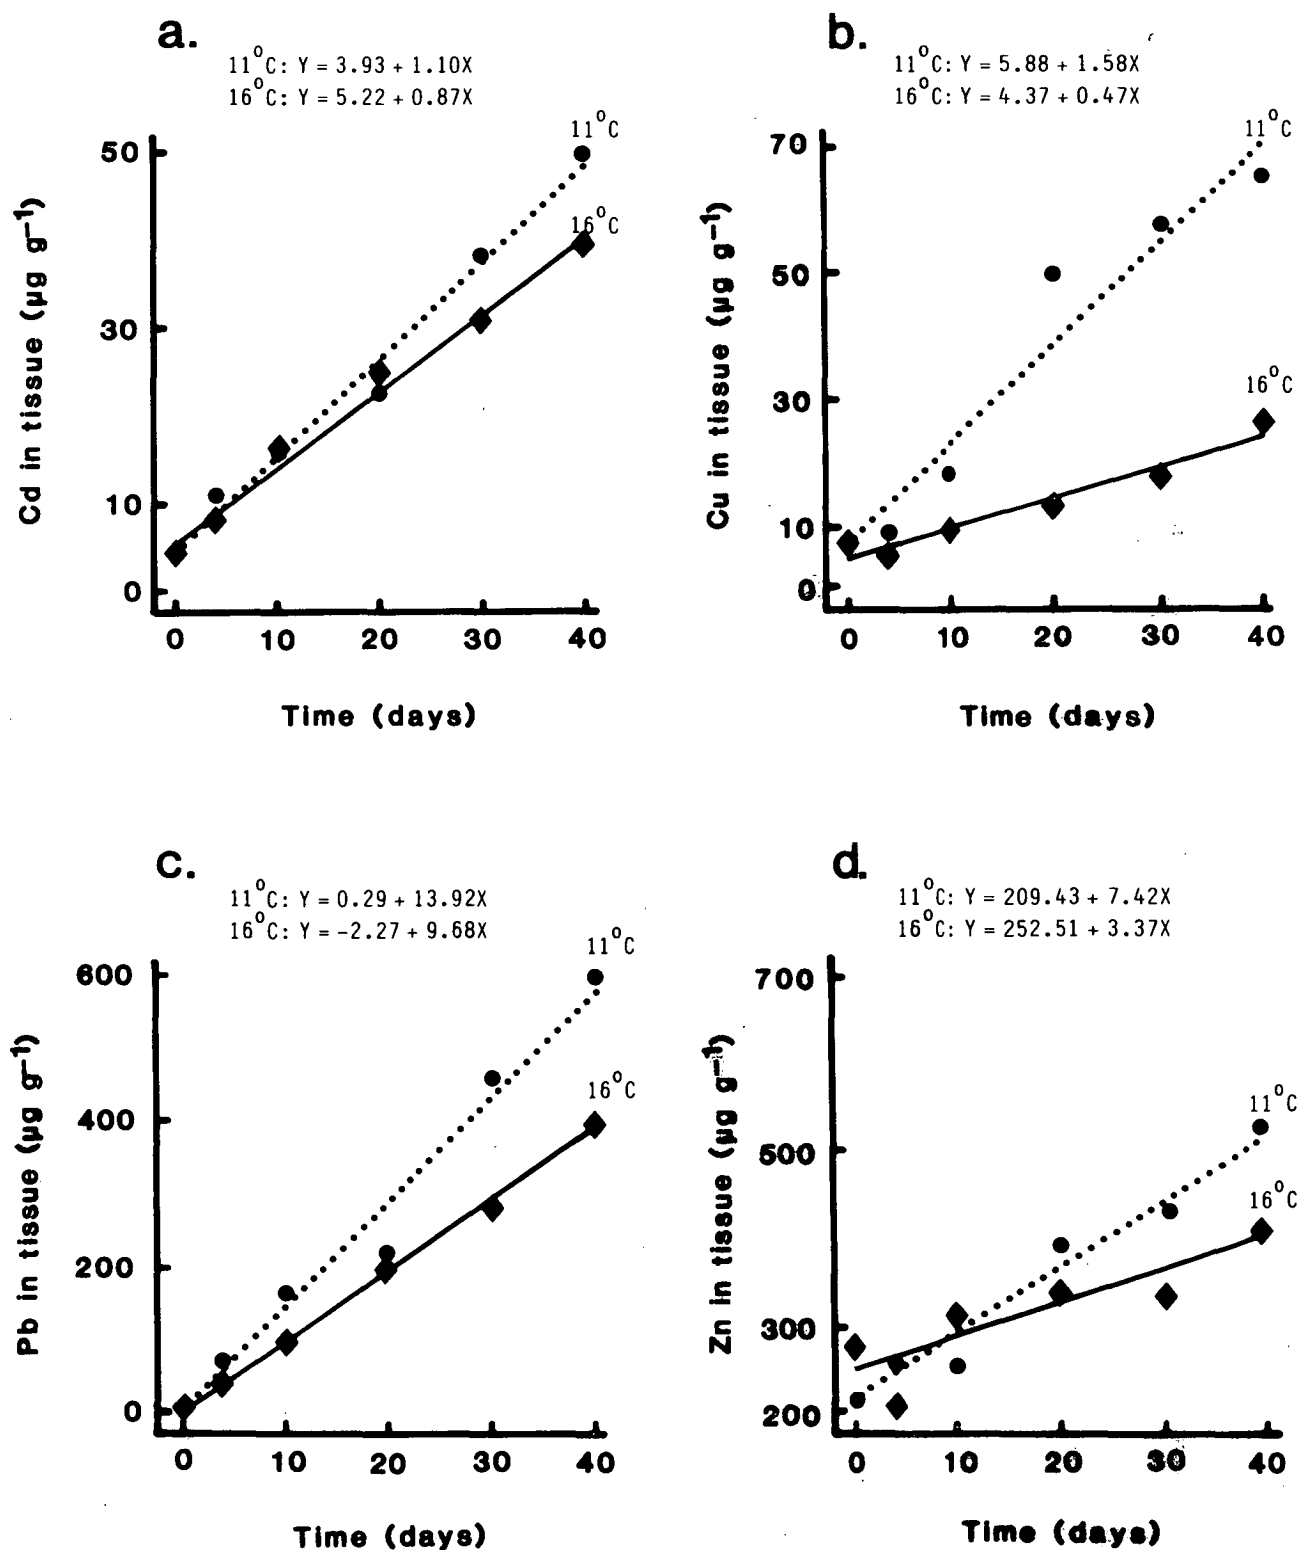 a.
11°C: Y = 3.93 + 1.10X
16°C: Y = 5.22 + 0.87X
11°C
16°C
50
30
10
0
Cd in tissue (µg g⁻¹)
0 10 20 30 40
Time (days)
b.
11°C: Y = 5.88 + 1.58X
16°C: Y = 4.37 + 0.47X
11°C
16°C
70
50
30
10
0
Cu in tissue (µg g⁻¹)
0 10 20 30 40
Time (days)
c.
11°C: Y = 0.29 + 13.92X
16°C: Y = -2.27 + 9.68X
11°C
16°C
600
400
200
0
Pb in tissue (µg g⁻¹)
0 10 20 30 40
Time (days)
d.
11°C: Y = 209.43 + 7.42X
16°C: Y = 252.51 + 3.37X
11°C
16°C
700
500
300
200
Zn in tissue (µg g⁻¹)
0 10 20 30 40
Time (days)